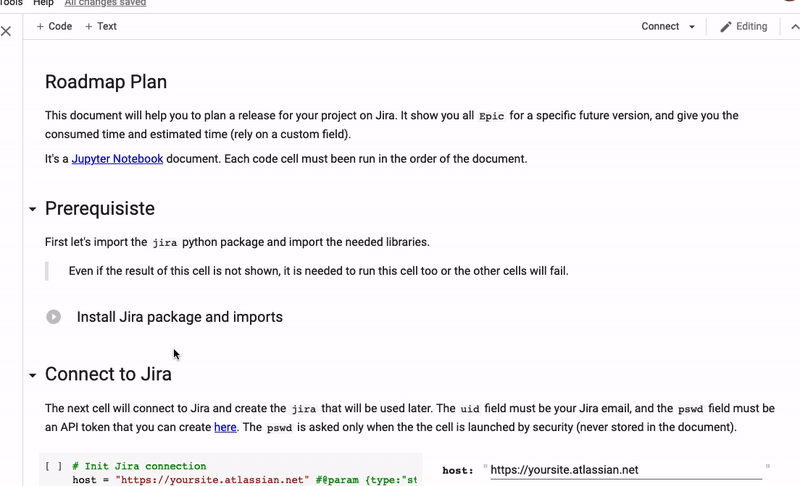 Tools Help All changes saved
+ Code + Text Connect Editing
Roadmap Plan
This document will help you to plan a release for your project on Jira. It show you all Epic for a specific future version, and give you the
consumed time and estimated time (rely on a custom field).
It's a Jupyter Notebook document. Each code cell must been run in the order of the document.
Prerequisiste
First let's import the jira python package and import the needed libraries.
Even if the result of this cell is not shown, it is needed to run this cell too or the other cells will fail.
Install Jira package and imports
Connect to Jira
The next cell will connect to Jira and create the jira that will be used later. The uid field must be your Jira email, and the pswd field must be
an API token that you can create here. The pswd is asked only when the the cell is launched by security (never stored in the document).
[ ] # Init Jira connection
host = "https://yoursite.atlassian.net" #@param {type:"st
host: "https://yoursite.atlassian.net"